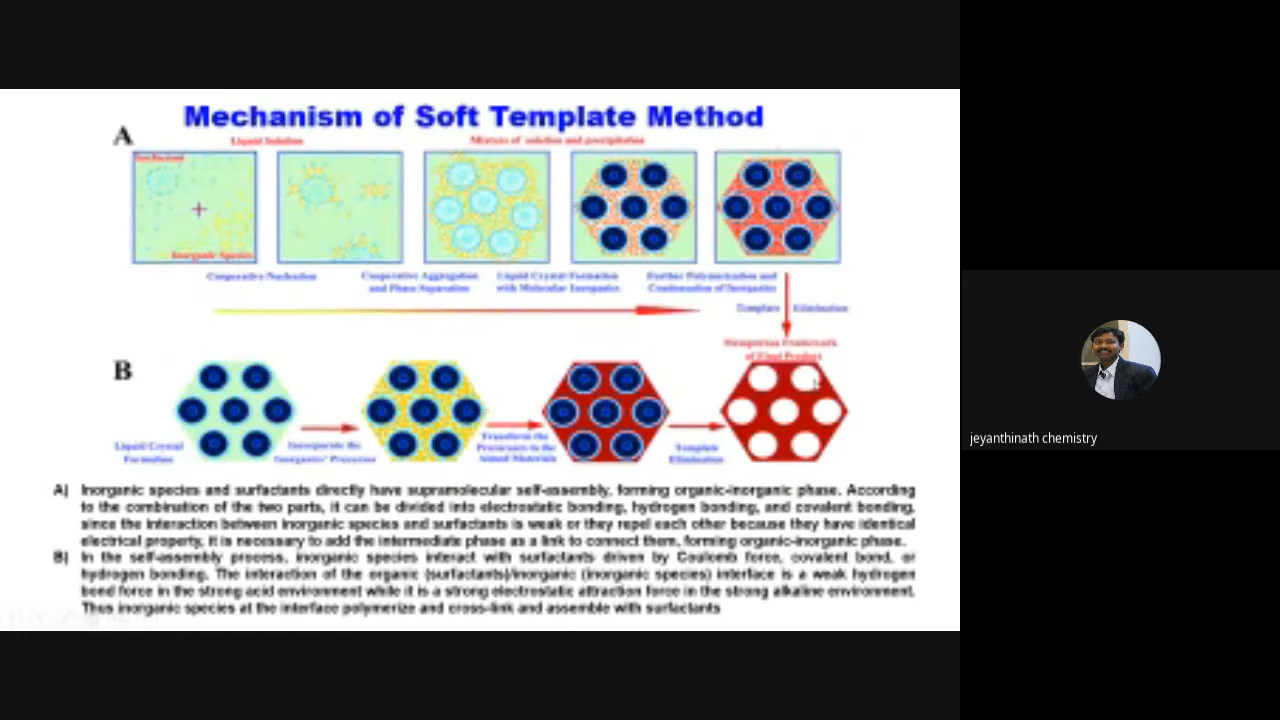 Mechanism of Soft Template Method
A
Liquid Solution
Mixture of solution and precipitation
Surfactant
Inorganic Species
Cooperative Nucleation
Cooperative Aggregation
and Phase Separation
Liquid Crystal Formation
with Molecular Inorganics
Further Polymerization and
Condensation of Inorganics
Template Elimination
Mesoporous Framework
of Final Product
B
Liquid Crystal
Formation
Incorporate the
Inorganics' Precursor
Transform the
Precursors to the
Aimed Materials
Template
Elimination
A) Inorganic species and surfactants directly have supramolecular self-assembly, forming organic-inorganic phase. According
to the combination of the two parts, it can be divided into electrostatic bonding, hydrogen bonding, and covalent bonding,
since the interaction between inorganic species and surfactants is weak or they repel each other because they have identical
electrical property, it is necessary to add the intermediate phase as a link to connect them, forming organic-inorganic phase.
B) In the self-assembly process, inorganic species interact with surfactants driven by Coulomb force, covalent bond, or
hydrogen bonding. The interaction of the organic (surfactants)/inorganic (inorganic species) interface is a weak hydrogen
bond force in the strong acid environment while it is a strong electrostatic attraction force in the strong alkaline environment.
Thus inorganic species at the interface polymerize and cross-link and assemble with surfactants
jeyanthinath chemistry